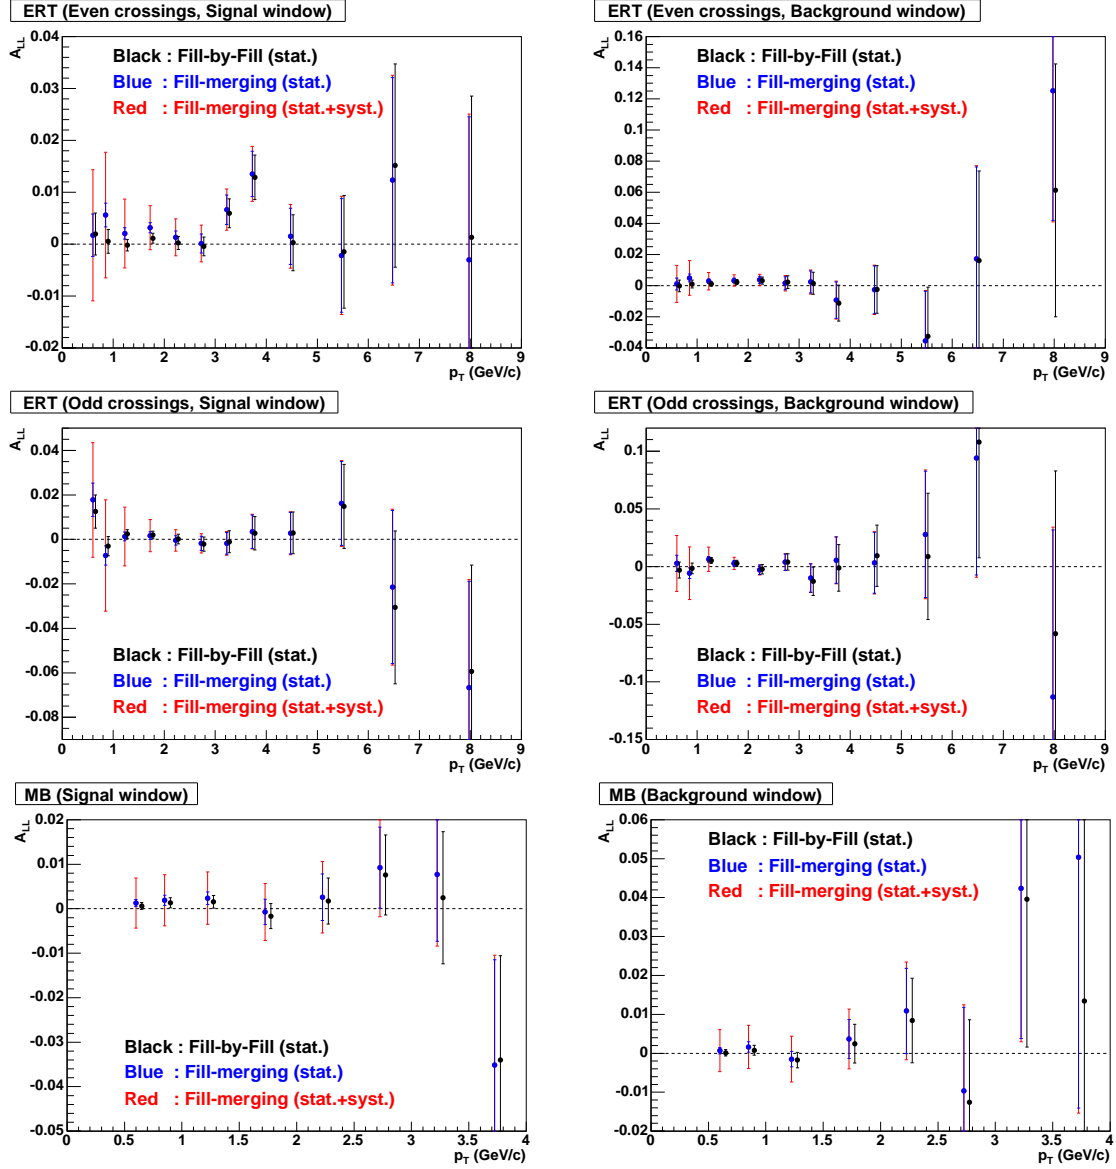 ERT (Even crossings, Signal window)
A_LL
0.04
0.03
0.02
0.01
0
-0.01
-0.02
Black : Fill-by-Fill (stat.)
Blue : Fill-merging (stat.)
Red : Fill-merging (stat.+syst.)
0 1 2 3 4 5 6 7 8 9
p_T (GeV/c)
ERT (Even crossings, Background window)
A_LL
0.16
0.14
0.12
0.1
0.08
0.06
0.04
0.02
0
-0.02
-0.04
Black : Fill-by-Fill (stat.)
Blue : Fill-merging (stat.)
Red : Fill-merging (stat.+syst.)
0 1 2 3 4 5 6 7 8 9
p_T (GeV/c)
ERT (Odd crossings, Signal window)
A_LL
0.04
0.02
0
-0.02
-0.04
-0.06
-0.08
Black : Fill-by-Fill (stat.)
Blue : Fill-merging (stat.)
Red : Fill-merging (stat.+syst.)
0 1 2 3 4 5 6 7 8 9
p_T (GeV/c)
ERT (Odd crossings, Background window)
A_LL
0.1
0.05
0
-0.05
-0.1
-0.15
Black : Fill-by-Fill (stat.)
Blue : Fill-merging (stat.)
Red : Fill-merging (stat.+syst.)
0 1 2 3 4 5 6 7 8 9
p_T (GeV/c)
MB (Signal window)
A_LL
0.02
0.01
0
-0.01
-0.02
-0.03
-0.04
-0.05
Black : Fill-by-Fill (stat.)
Blue : Fill-merging (stat.)
Red : Fill-merging (stat.+syst.)
0 0.5 1 1.5 2 2.5 3 3.5 4
p_T (GeV/c)
MB (Background window)
A_LL
0.06
0.05
0.04
0.03
0.02
0.01
0
-0.01
-0.02
Black : Fill-by-Fill (stat.)
Blue : Fill-merging (stat.)
Red : Fill-merging (stat.+syst.)
0 0.5 1 1.5 2 2.5 3 3.5 4
p_T (GeV/c)